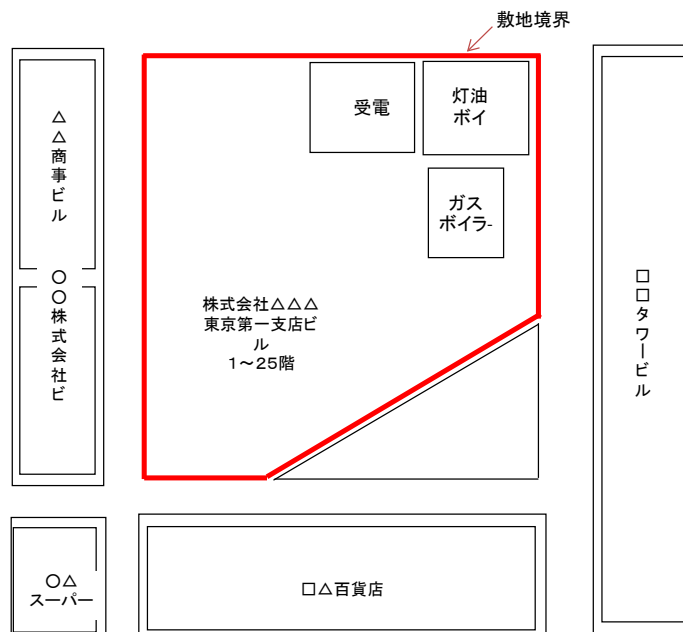 敷地境界
受電
灯油
ボイ
ガス
ボイラ-
△△商事ビル
〇〇株式会社ビ
株式会社△△△
東京第一支店ビ
ル
1～25階
□□タワービル
〇△
スーパー
□△百貨店